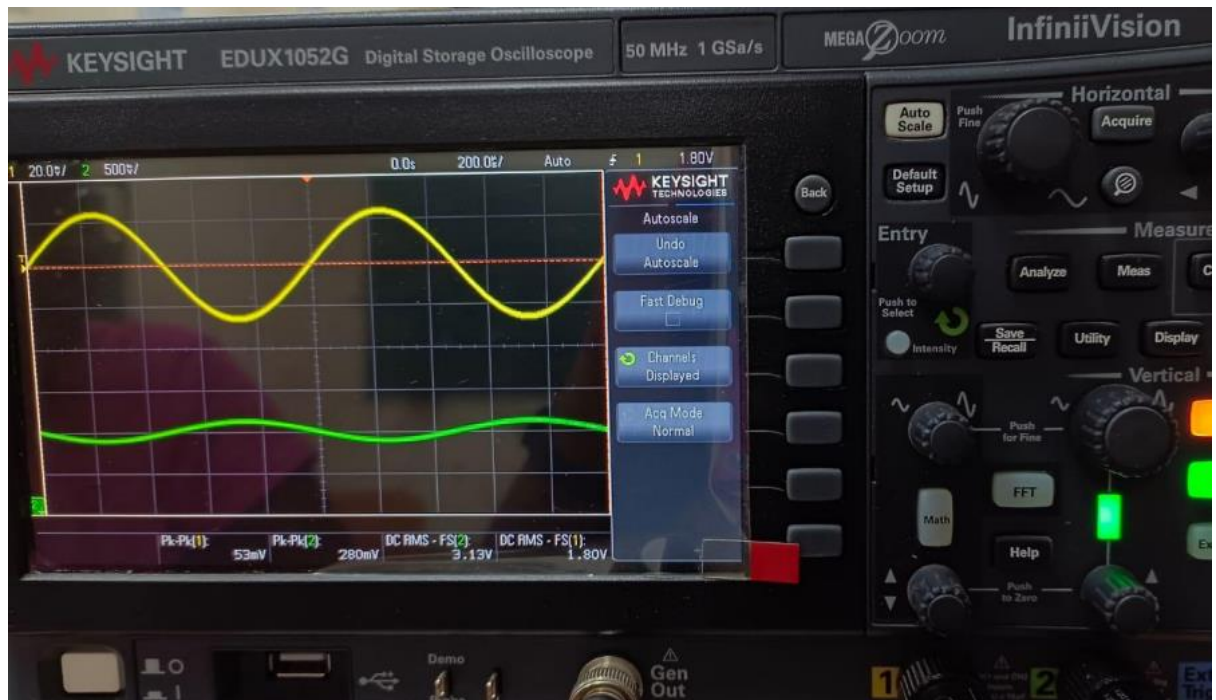 KEYSIGHT EDUX1052G Digital Storage Oscilloscope 50 MHz 1 GSa/s MEGA Zoom InfiniiVision
Horizontal
Auto Scale
Push Fine
Acquire
Default Setup
1 20.0 / 2 500 / 0.0s 200.0 / Auto 1 1.80V
KEYSIGHT
TECHNOLOGIES
Autoscale
Undo
Autoscale
Fast Debug
Channels
Displayed
Acq Mode
Normal
Pk-Pk(1): Pk-Pk(2): DC RMS - FS(2): DC RMS - FS(1):
53mV 280mV 3.13V 1.80V
Back
Entry
Measure
Analyze
Meas
Push to
Select
Intensity
Save
Recall
Utility
Display
Vertical
Push
for Fine
FFT
Math
Help
Push
to Zero
Demo
Gen
Out
1
2